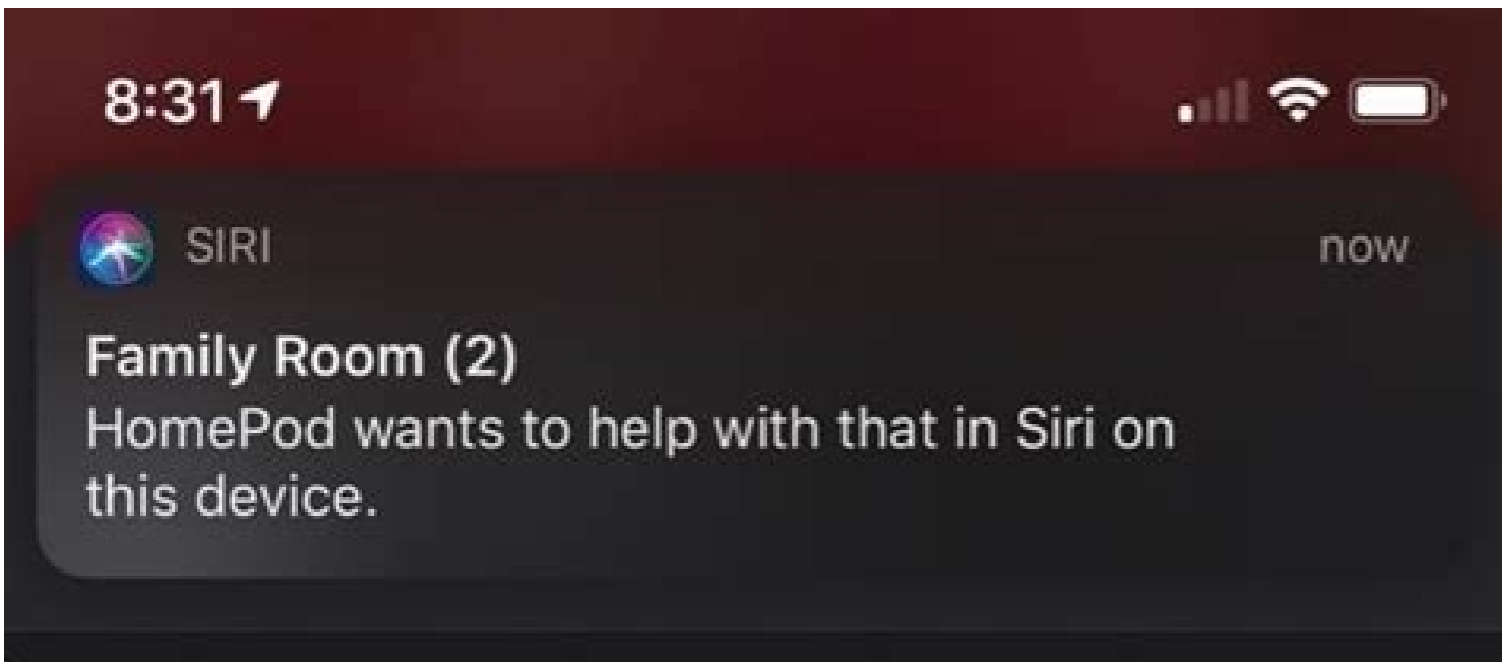 8:31
SIRI
now
Family Room (2)
HomePod wants to help with that in Siri on
this device.